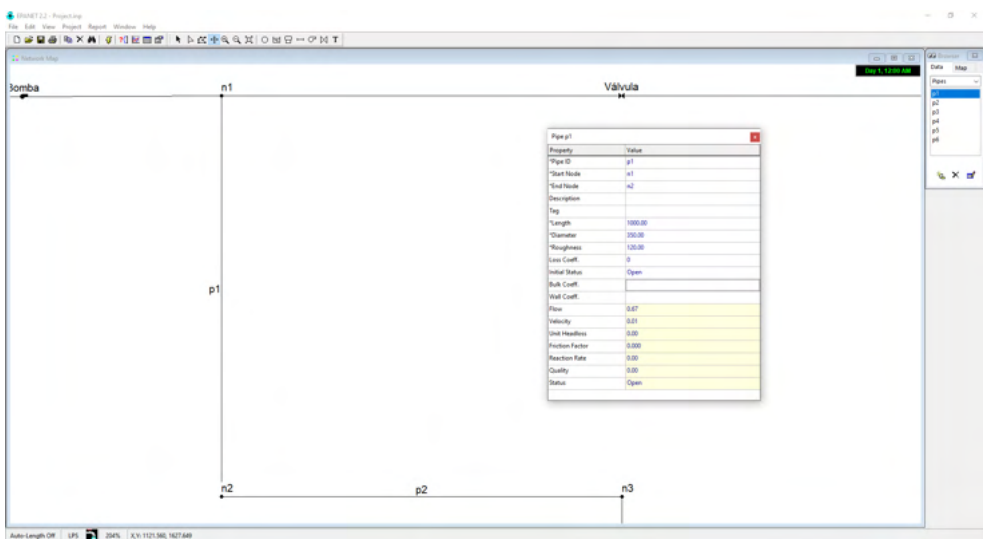 EPANET 2.2 - Project.inp
File Edit View Project Report Window Help
T
Network Map
Browser
Data Map
Day 1, 12:00 AM
Pipes
p1
p2
p3
p4
p5
p6
Bomba
n1
Válvula
Pipe p1
Property Value
*Pipe ID p1
*Start Node n1
*End Node n2
Description
Tag
*Length 1000.00
*Diameter 350.00
*Roughness 120.00
Loss Coeff. 0
Initial Status Open
Bulk Coeff.
Wall Coeff.
Flow 0.67
Velocity 0.01
Unit Headloss 0.00
Friction Factor 0.000
Reaction Rate 0.00
Quality 0.00
Status Open
p1
n2
p2
n3
Auto-Length Off LPS 204% X,Y: 1121.360, 1627.649